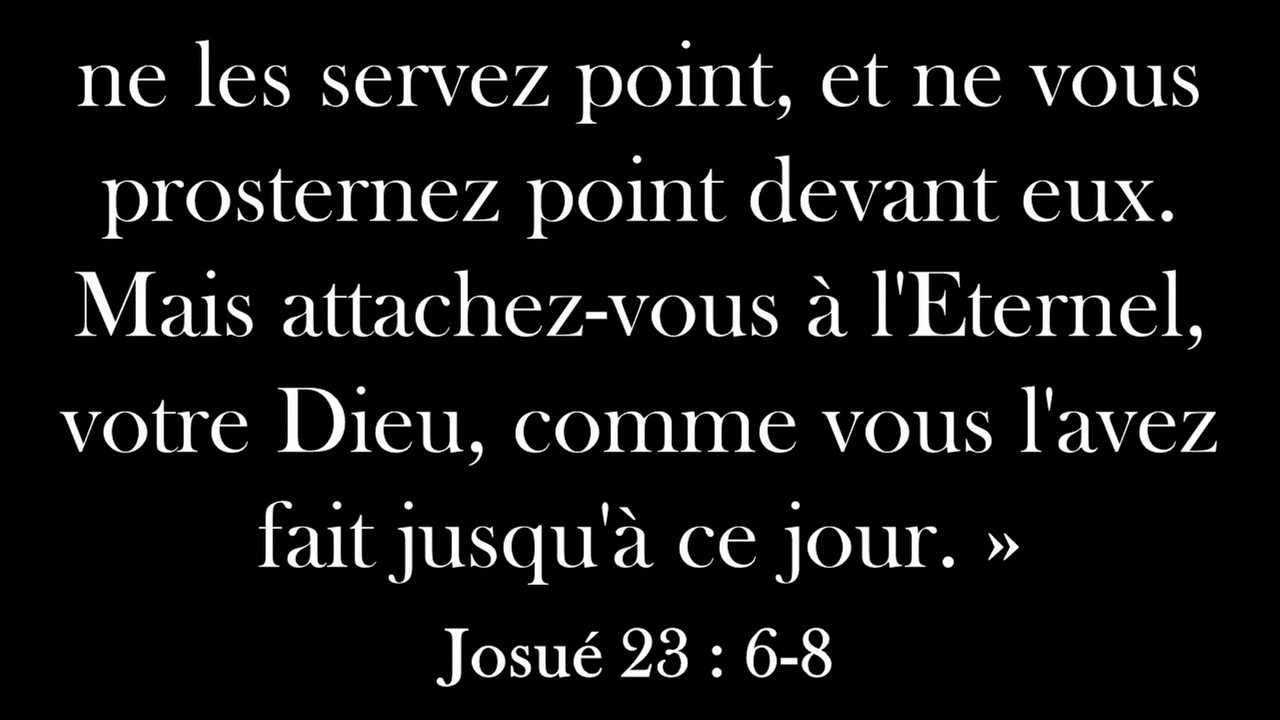 ne les servez point, et ne vous
prosternez point devant eux.
Mais attachez-vous à l'Eternel,
votre Dieu, comme vous l'avez
fait jusqu'à ce jour. »
Josué 23 : 6-8